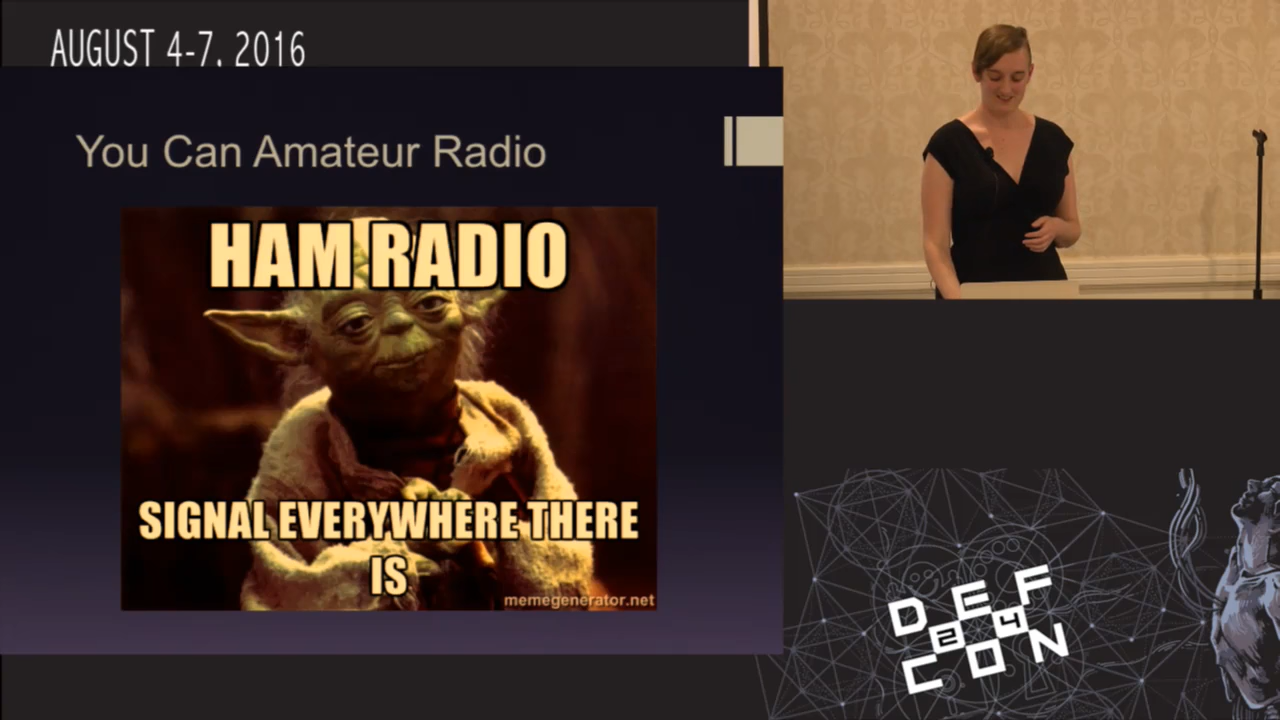 AUGUST 4-7, 2016
You Can Amateur Radio
HAM RADIO
SIGNAL EVERYWHERE THERE
IS
memegenerator.net
DEF
24
CON